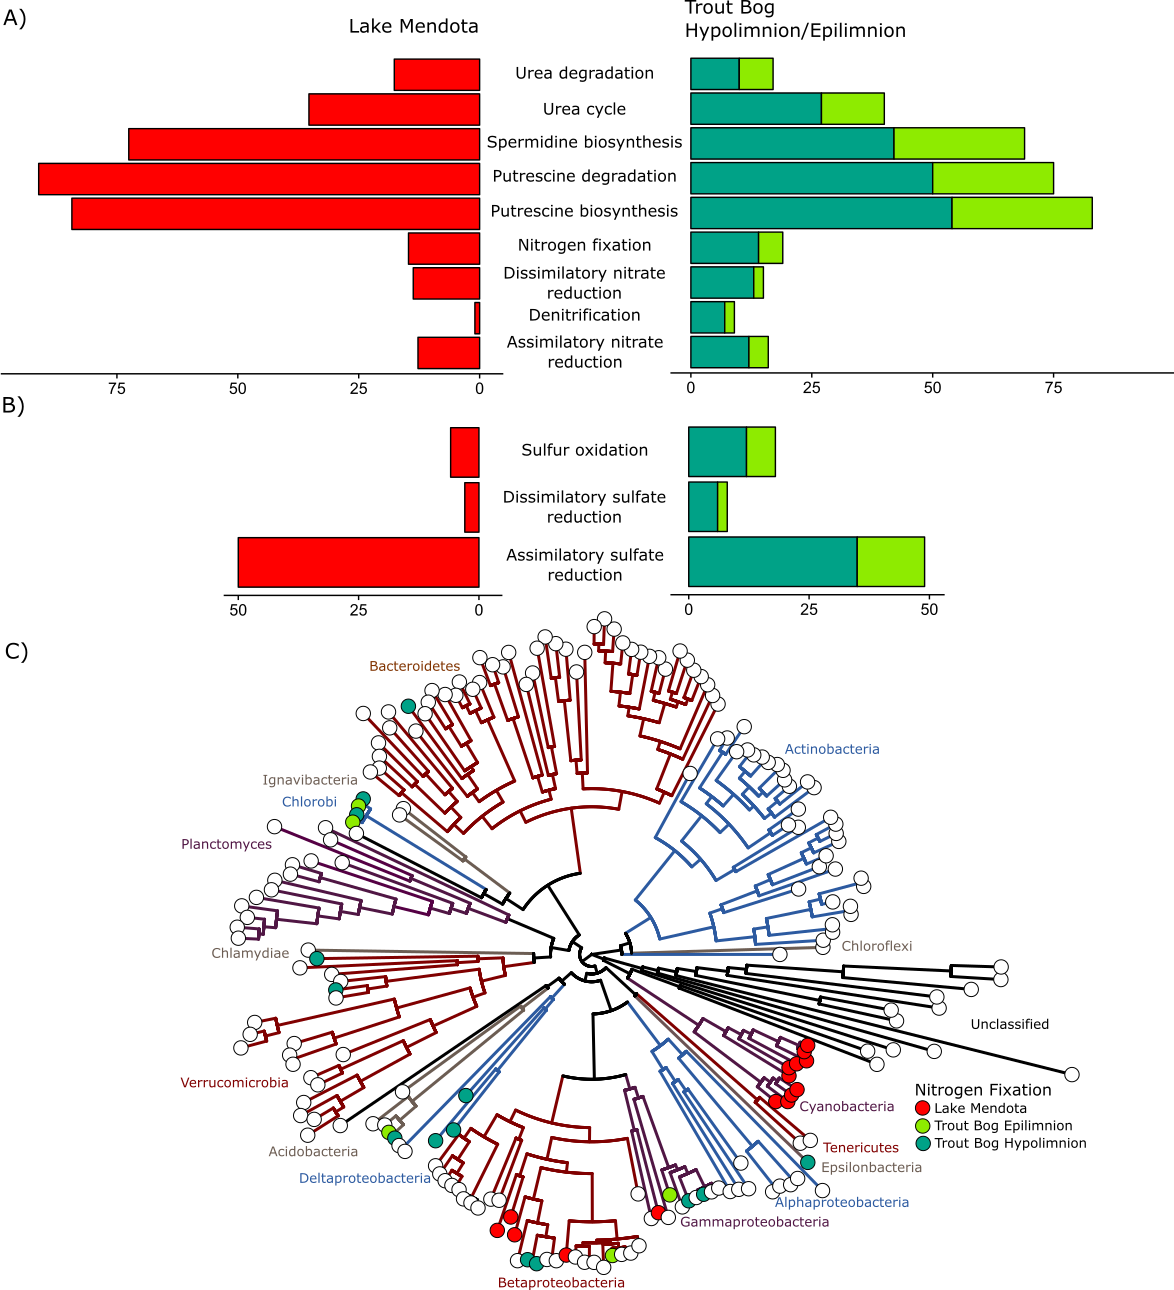 A)
Lake Mendota
Trout Bog
Hypolimnion/Epilimnion
Urea degradation
Urea cycle
Spermidine biosynthesis
Putrescine degradation
Putrescine biosynthesis
Nitrogen fixation
Dissimilatory nitrate
reduction
Denitrification
Assimilatory nitrate
reduction
75 50 25 0
0 25 50 75
B)
Sulfur oxidation
Dissimilatory sulfate
reduction
Assimilatory sulfate
reduction
50 25 0
0 25 50
C)
Bacteroidetes
Actinobacteria
Ignavibacteria
Chlorobi
Planctomyces
Chlamydiae
Chloroflexi
Unclassified
Verrucomicrobia
Nitrogen Fixation
Lake Mendota
Trout Bog Epilimnion
Trout Bog Hypolimnion
Cyanobacteria
Acidobacteria
Tenericutes
Epsilonbacteria
Deltaproteobacteria
Alphaproteobacteria
Gammaproteobacteria
Betaproteobacteria